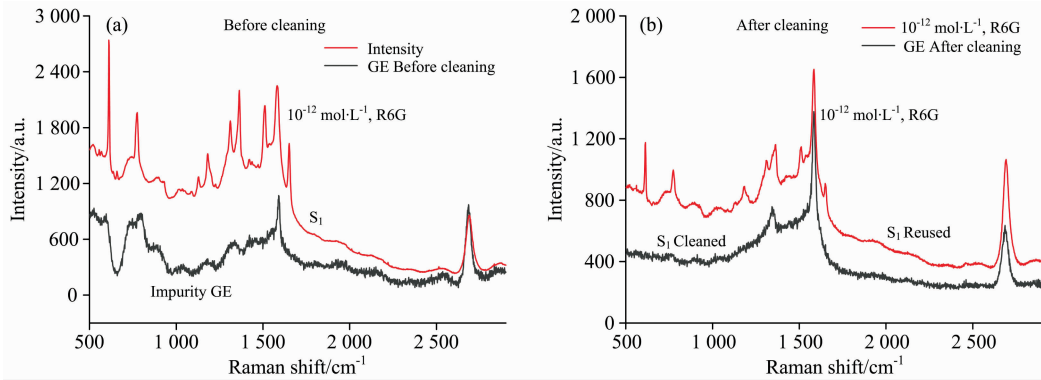 (a)
Before cleaning
Intensity
GE Before cleaning
10⁻¹² mol·L⁻¹, R6G
S₁
Impurity GE
3 000
2 400
1 800
1 200
600
0
Intensity/a.u.
500
1 000
1 500
2 000
2 500
Raman shift/cm⁻¹
(b)
After cleaning
10⁻¹² mol·L⁻¹, R6G
GE After cleaning
10⁻¹² mol·L⁻¹, R6G
S₁ Cleaned
S₁ Reused
2 000
1 600
1 200
800
400
0
Intensity/a.u.
500
1 000
1 500
2 000
2 500
Raman shift/cm⁻¹